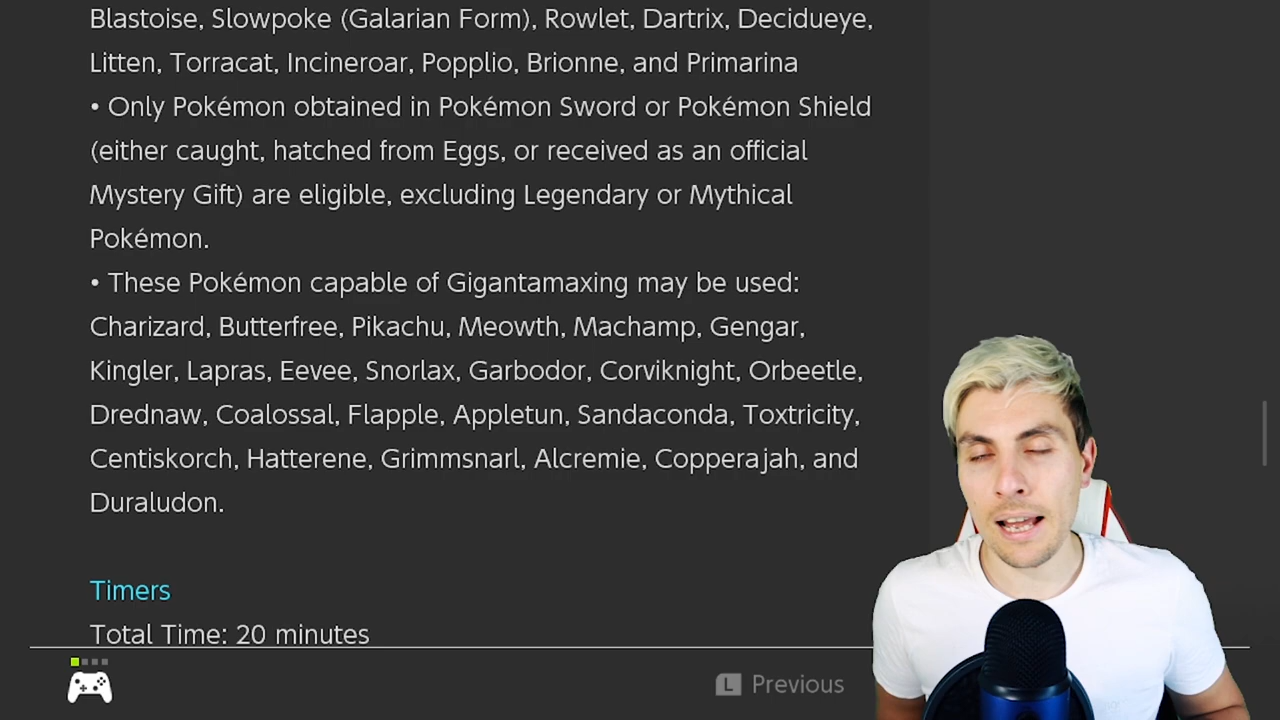 Blastoise, Slowpoke (Galarian Form), Rowlet, Dartrix, Decidueye,
Litten, Torracat, Incineroar, Popplio, Brionne, and Primarina
• Only Pokémon obtained in Pokémon Sword or Pokémon Shield
(either caught, hatched from Eggs, or received as an official
Mystery Gift) are eligible, excluding Legendary or Mythical
Pokémon.
• These Pokémon capable of Gigantamaxing may be used:
Charizard, Butterfree, Pikachu, Meowth, Machamp, Gengar,
Kingler, Lapras, Eevee, Snorlax, Garbodor, Corviknight, Orbeetle,
Drednaw, Coalossal, Flapple, Appletun, Sandaconda, Toxtricity,
Centiskorch, Hatterene, Grimmsnarl, Alcremie, Copperajah, and
Duraludon.
Timers
Total Time: 20 minutes
L Previous